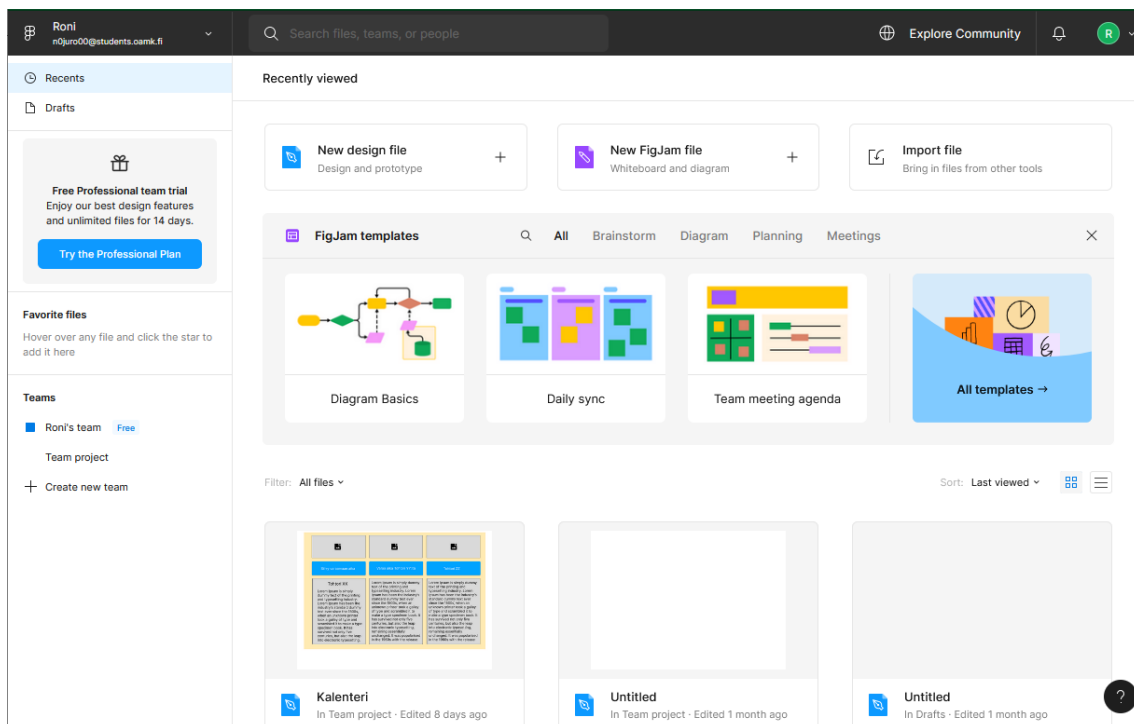 Roni
n0juro00@students.oamk.fi
Search files, teams, or people
Explore Community
R
Recents
Drafts
Free Professional team trial
Enjoy our best design features
and unlimited files for 14 days.
Try the Professional Plan
Favorite files
Hover over any file and click the star to
add it here
Teams
Roni's team Free
Team project
Create new team
Recently viewed
New design file
Design and prototype
New FigJam file
Whiteboard and diagram
Import file
Bring in files from other tools
FigJam templates
All Brainstorm Diagram Planning Meetings
Diagram Basics
Daily sync
Team meeting agenda
All templates →
Filter: All files
Sort: Last viewed
Kalenteri
In Team project · Edited 8 days ago
Untitled
In Team project · Edited 1 month ago
Untitled
In Drafts · Edited 1 month ago
?